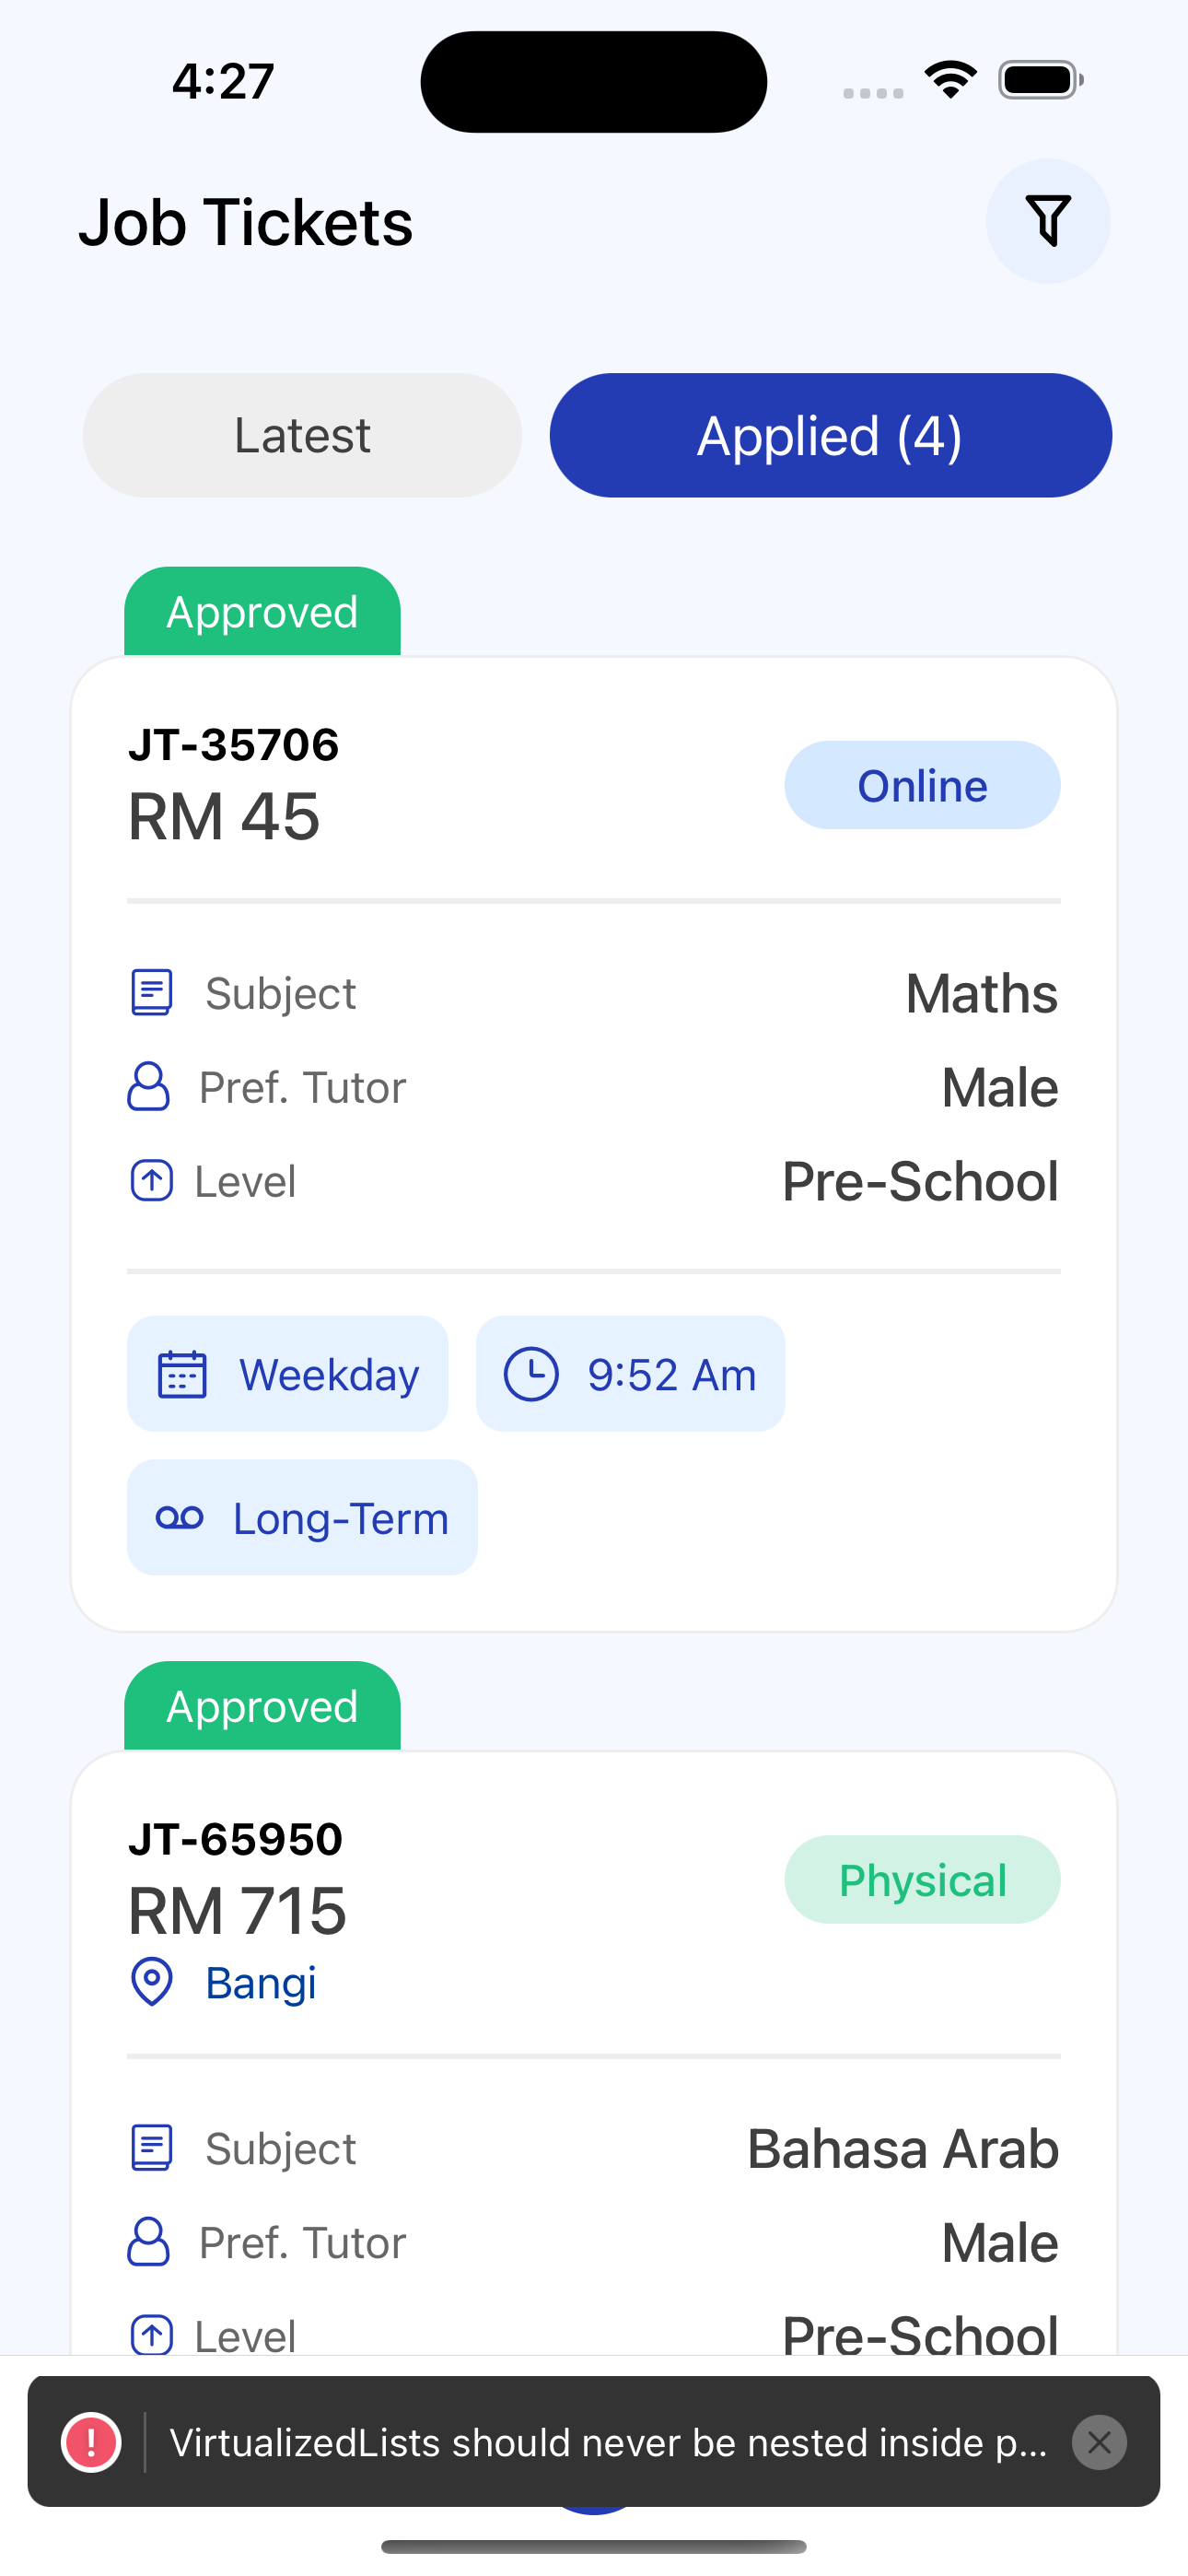 4:27
Job Tickets
Latest
Applied (4)
Approved
JT-35706
RM 45
Online
Subject
Maths
Pref. Tutor
Male
Level
Pre-School
Weekday
9:52 Am
Long-Term
Approved
JT-65950
RM 715
Physical
Bangi
Subject
Bahasa Arab
Pref. Tutor
Male
Level
Pre-School
! VirtualizedLists should never be nested inside p...